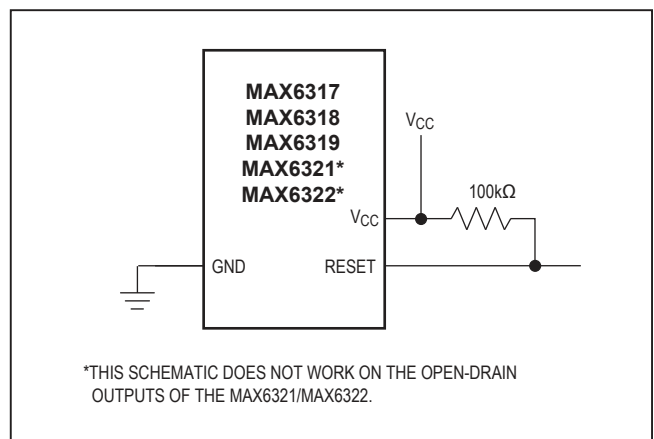 MAX6317
MAX6318
MAX6319
MAX6321*
MAX6322*
VCC
100kΩ
VCC
GND
RESET
*THIS SCHEMATIC DOES NOT WORK ON THE OPEN-DRAIN
OUTPUTS OF THE MAX6321/MAX6322.